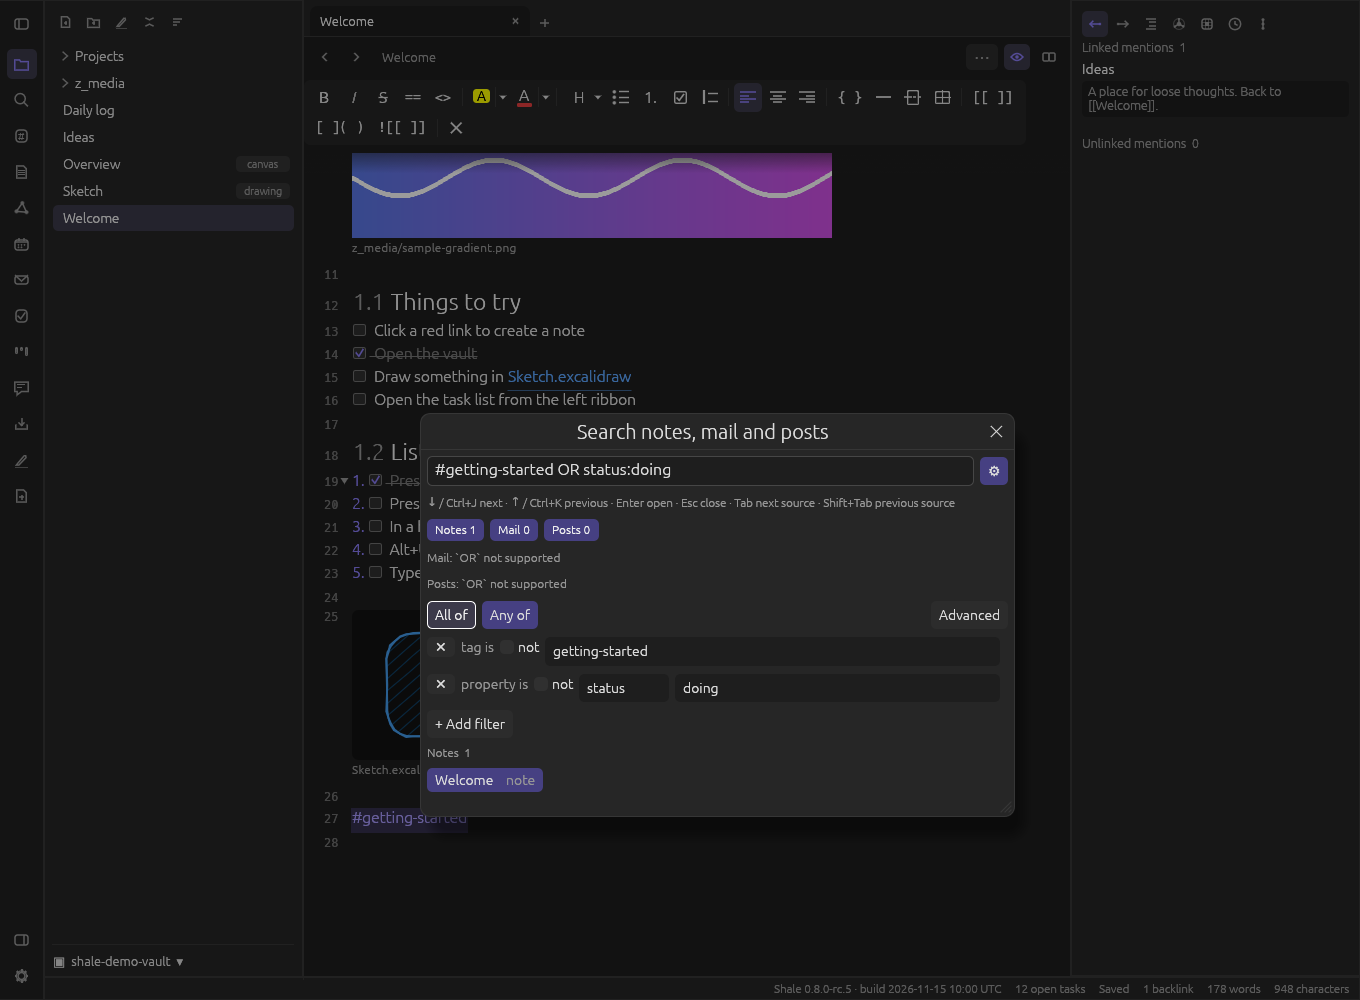 Projects
z_media
Daily log
Ideas
Overview canvas
Sketch drawing
Welcome
shale-demo-vault ▼
Welcome × +
Welcome ···
B I S == <> A A H 1. { } — [[ ]]
[ ]( ) ![[ ]] ✕
z_media/sample-gradient.png
11
12 1.1 Things to try
13 Click a red link to create a note
14 Open the vault
15 Draw something in Sketch.excalidraw
16 Open the task list from the left ribbon
17
18 1.2 Lis
19 1. Pres
20 2. Pres
21 3. In a
22 4. Alt+
23 5. Type
24
25
Sketch.excal
26
27 #getting-started
28
Search notes, mail and posts
#getting-started OR status:doing
↓ / Ctrl+J next · ↑ / Ctrl+K previous · Enter open · Esc close · Tab next source · Shift+Tab previous source
Notes 1 Mail 0 Posts 0
Mail: `OR` not supported
Posts: `OR` not supported
All of Any of Advanced
✕ tag is not getting-started
✕ property is not status doing
+ Add filter
Notes 1
Welcome note
Linked mentions 1
Ideas
A place for loose thoughts. Back to
[[Welcome]].
Unlinked mentions 0
Shale 0.8.0-rc.5 · build 2026-11-15 10:00 UTC 12 open tasks Saved 1 backlink 178 words 948 characters